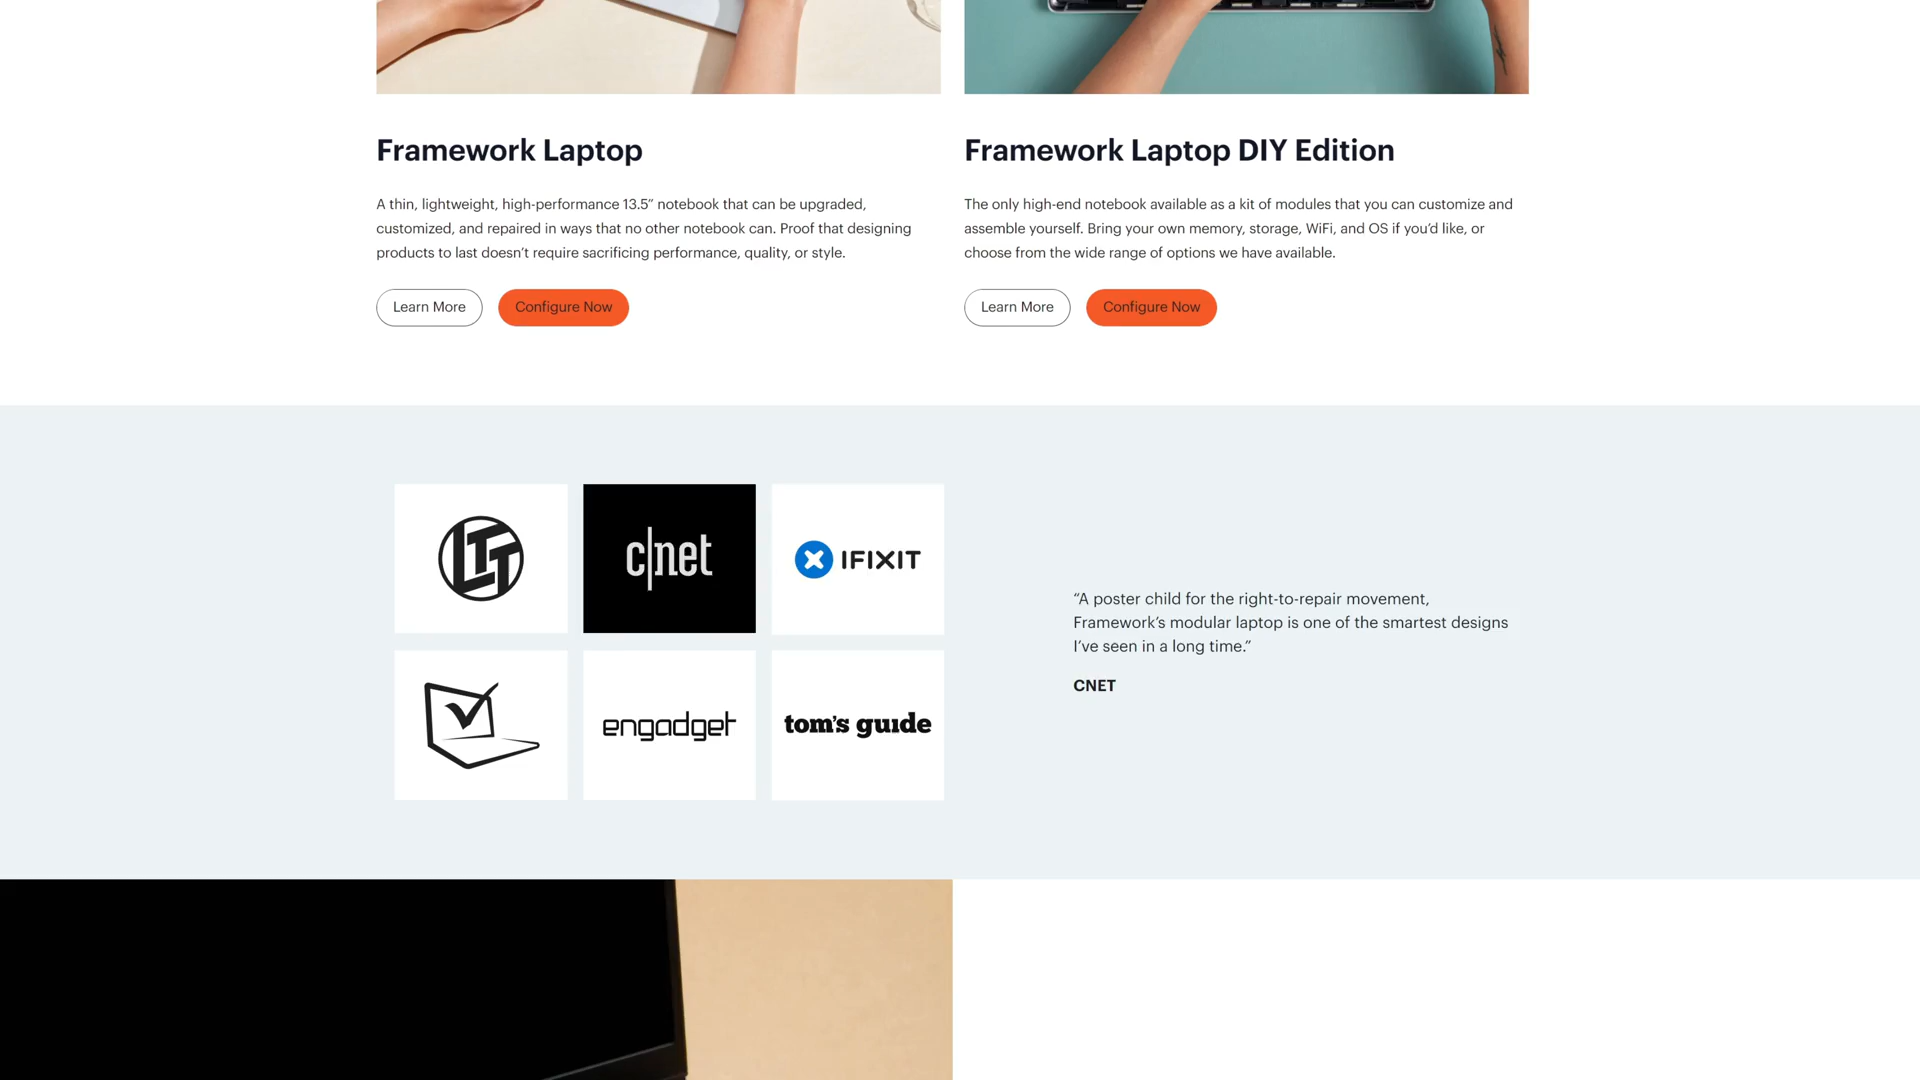 Framework Laptop
A thin, lightweight, high-performance 13.5” notebook that can be upgraded,
customized, and repaired in ways that no other notebook can. Proof that designing
products to last doesn’t require sacrificing performance, quality, or style.
Learn More
Configure Now
Framework Laptop DIY Edition
The only high-end notebook available as a kit of modules that you can customize and
assemble yourself. Bring your own memory, storage, WiFi, and OS if you’d like, or
choose from the wide range of options we have available.
Learn More
Configure Now
LTT
c|net
IFIXIT
engadget
tom’s guide
“A poster child for the right-to-repair movement,
Framework’s modular laptop is one of the smartest designs
I’ve seen in a long time.”
CNET